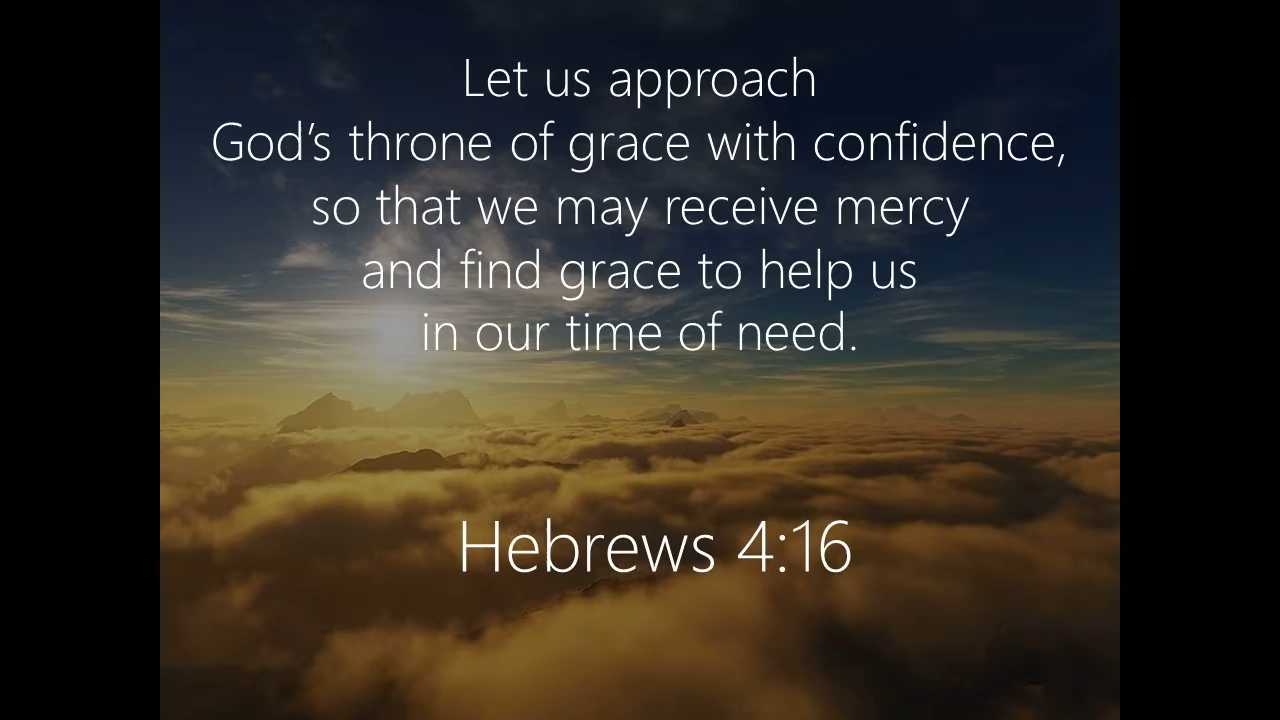 Let us approach
God’s throne of grace with confidence,
so that we may receive mercy
and find grace to help us
in our time of need.
Hebrews 4:16